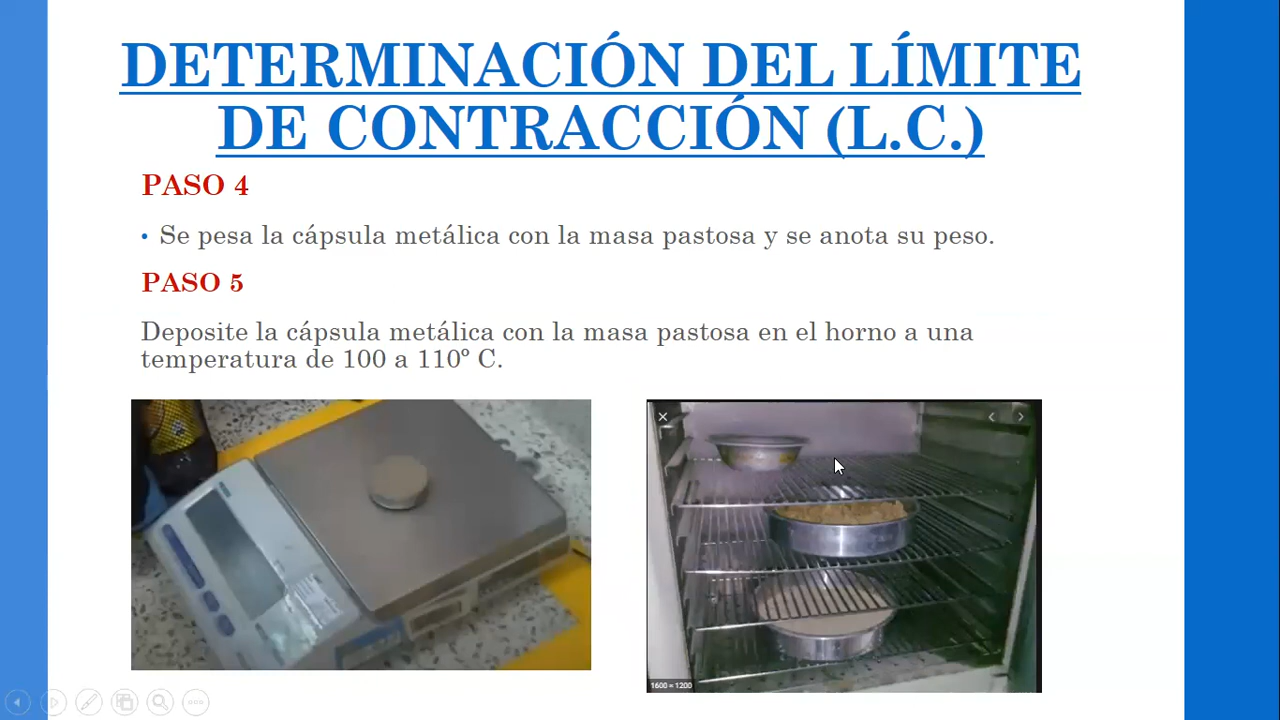 DETERMINACIÓN DEL LÍMITE
DE CONTRACCIÓN (L.C.)
PASO 4
• Se pesa la cápsula metálica con la masa pastosa y se anota su peso.
PASO 5
Deposite la cápsula metálica con la masa pastosa en el horno a una
temperatura de 100 a 110º C.
1600 × 1200